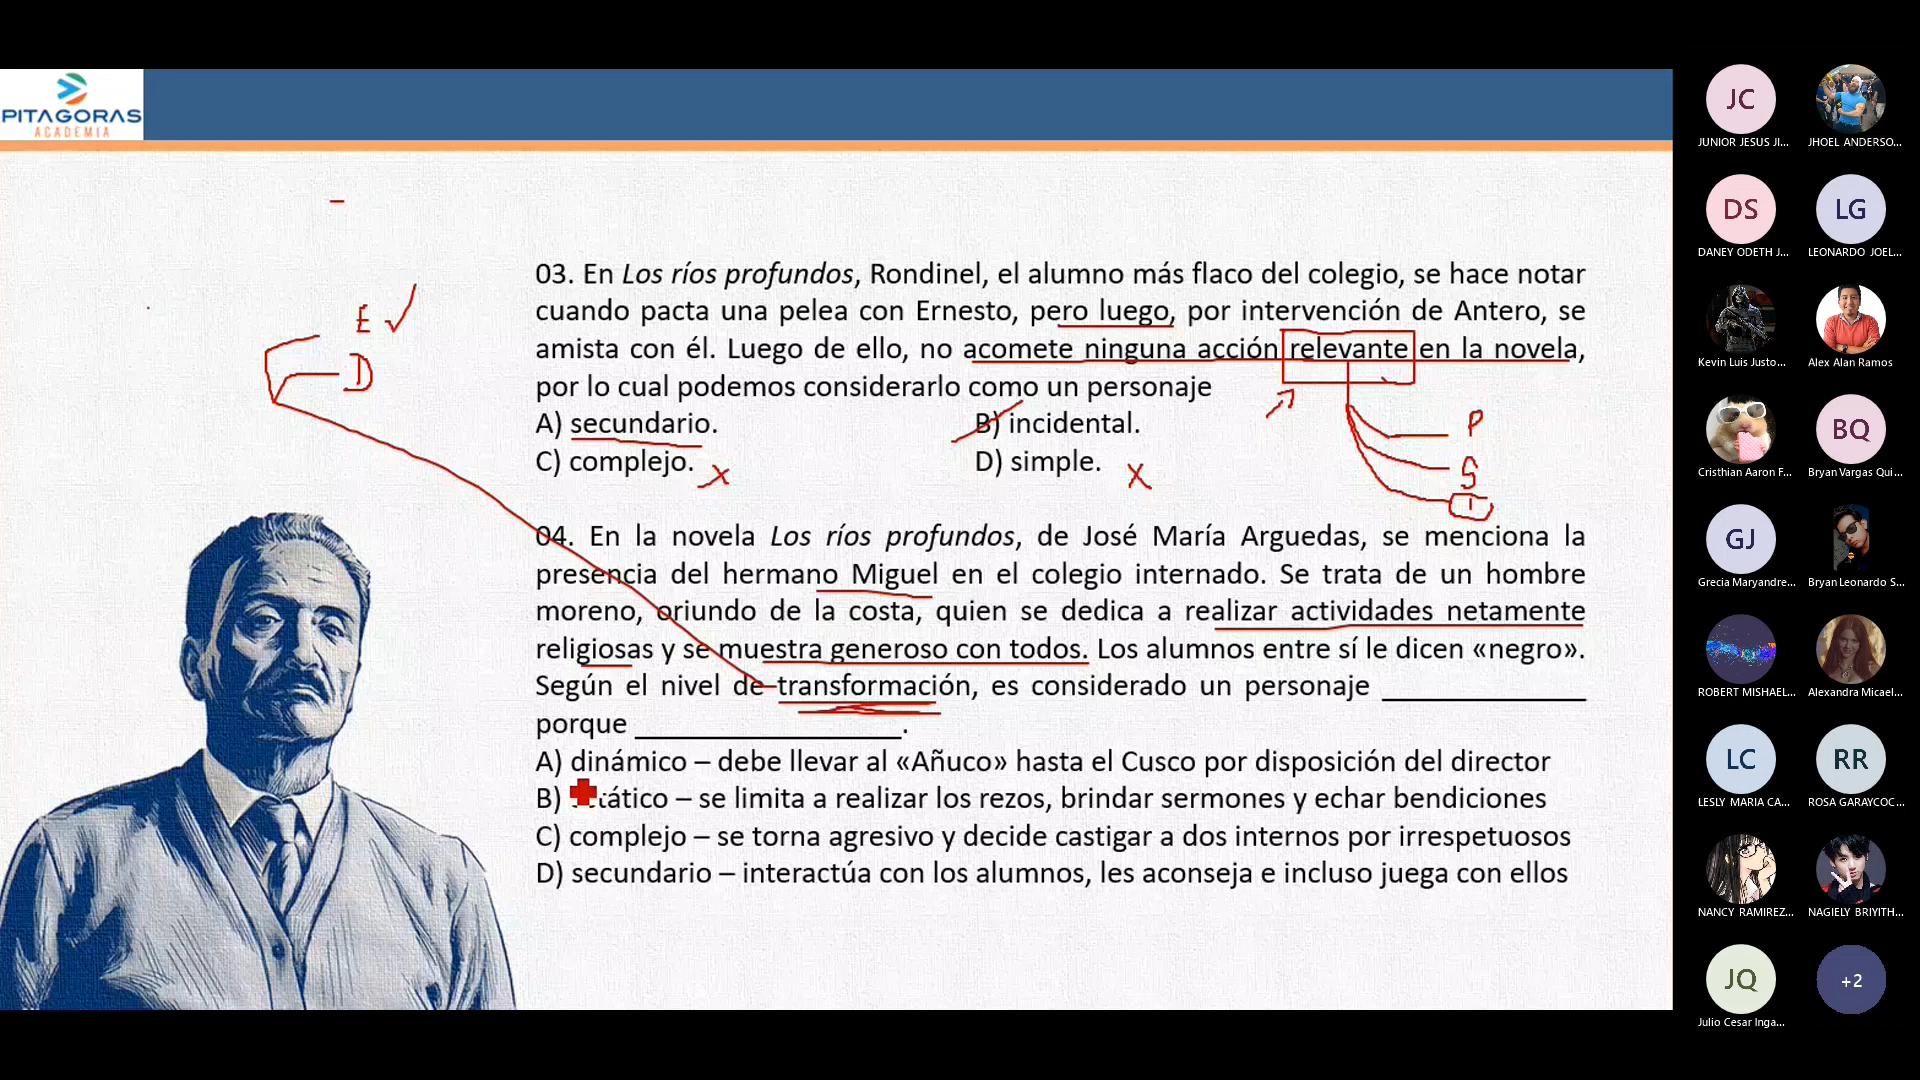 PITAGORAS
ACADEMIA
E
D
03. En Los ríos profundos, Rondinel, el alumno más flaco del colegio, se hace notar
cuando pacta una pelea con Ernesto, pero luego, por intervención de Antero, se
amista con él. Luego de ello, no acomete ninguna acción relevante en la novela,
por lo cual podemos considerarlo como un personaje
A) secundario. B) incidental.
C) complejo. X D) simple. X
P
S
I
04. En la novela Los ríos profundos, de José María Arguedas, se menciona la
presencia del hermano Miguel en el colegio internado. Se trata de un hombre
moreno, oriundo de la costa, quien se dedica a realizar actividades netamente
religiosas y se muestra generoso con todos. Los alumnos entre sí le dicen «negro».
Según el nivel de transformación, es considerado un personaje ______________
porque __________________.
A) dinámico – debe llevar al «Añuco» hasta el Cusco por disposición del director
B) estático – se limita a realizar los rezos, brindar sermones y echar bendiciones
C) complejo – se torna agresivo y decide castigar a dos internos por irrespetuosos
D) secundario – interactúa con los alumnos, les aconseja e incluso juega con ellos
JC
JUNIOR JESUS JI... JHOEL ANDERSO...
DS LG
DANEY ODETH J... LEONARDO JOEL...
Kevin Luis Justo... Alex Alan Ramos
BQ
Cristhian Aaron F... Bryan Vargas Qui...
GJ
Grecia Maryandre... Bryan Leonardo S...
ROBERT MISHAEL... Alexandra Micael...
LC RR
LESLY MARIA CA... ROSA GARAYCOC...
NANCY RAMIREZ... NAGIELY BRIYITH...
JQ +2
Julio Cesar Inga...